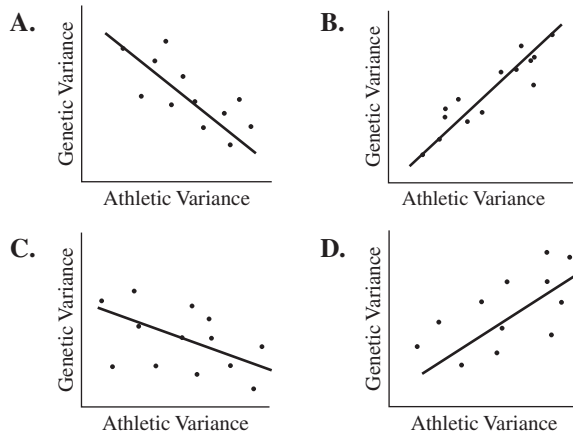 A.
Genetic Variance
Athletic Variance
B.
Genetic Variance
Athletic Variance
C.
Genetic Variance
Athletic Variance
D.
Genetic Variance
Athletic Variance